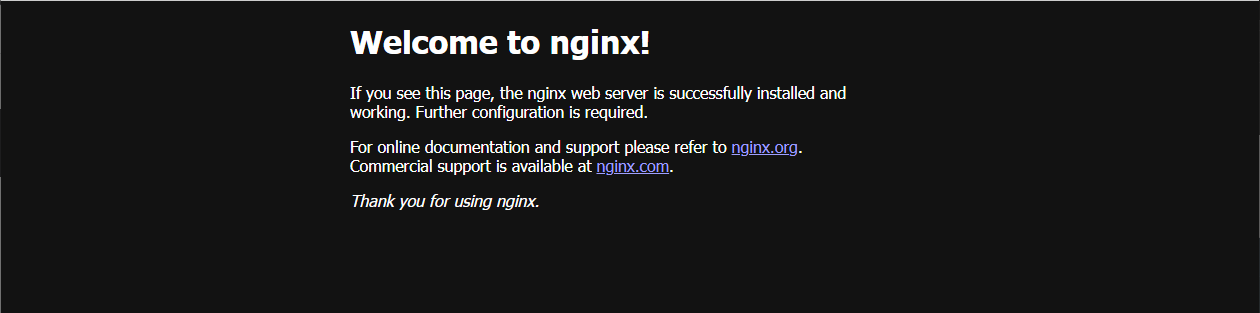 Welcome to nginx!
If you see this page, the nginx web server is successfully installed and
working. Further configuration is required.
For online documentation and support please refer to nginx.org.
Commercial support is available at nginx.com.
Thank you for using nginx.